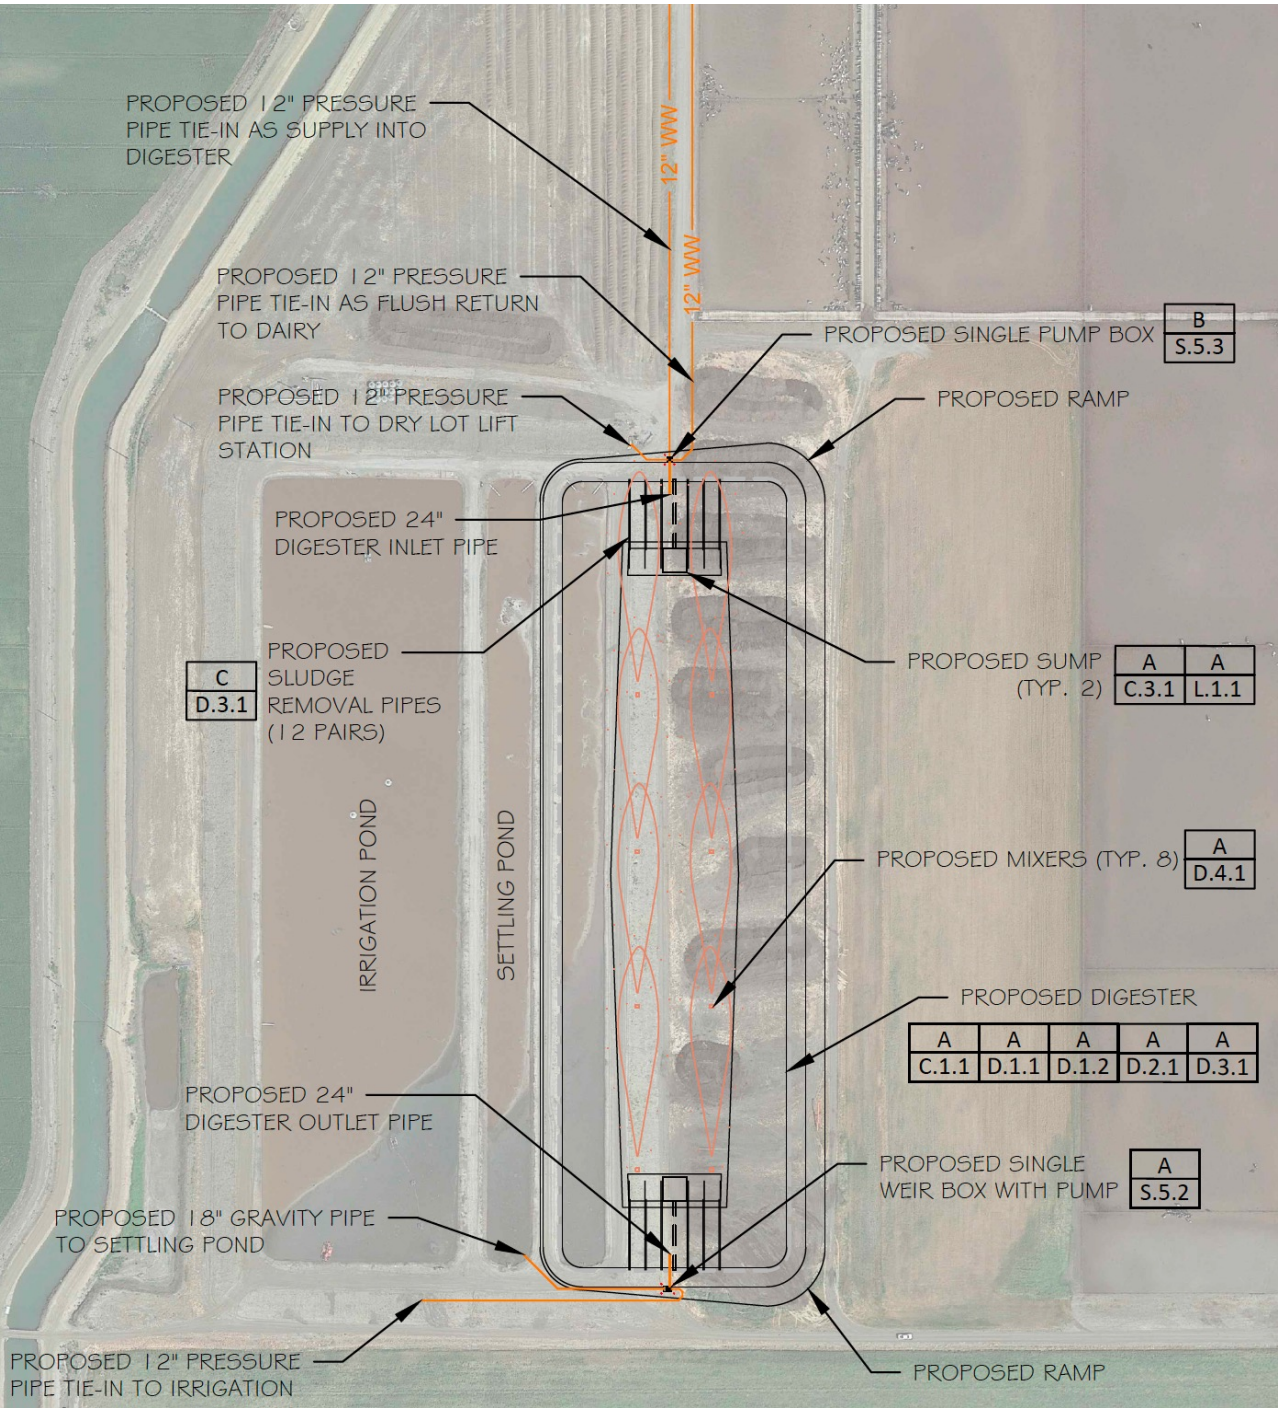 PROPOSED 12" PRESSURE
PIPE TIE-IN AS SUPPLY INTO
DIGESTER
12" WW
12" WW
PROPOSED 12" PRESSURE
PIPE TIE-IN AS FLUSH RETURN
TO DAIRY
PROPOSED SINGLE PUMP BOX
B
S.5.3
PROPOSED 12" PRESSURE
PIPE TIE-IN TO DRY LOT LIFT
STATION
PROPOSED RAMP
PROPOSED 24"
DIGESTER INLET PIPE
PROPOSED
SLUDGE
REMOVAL PIPES
(12 PAIRS)
C
D.3.1
PROPOSED SUMP
(TYP. 2)
A A
C.3.1 L.1.1
IRRIGATION POND
SETTLING POND
PROPOSED MIXERS (TYP. 8)
A
D.4.1
PROPOSED DIGESTER
A A A A A
C.1.1 D.1.1 D.1.2 D.2.1 D.3.1
PROPOSED 24"
DIGESTER OUTLET PIPE
PROPOSED SINGLE
WEIR BOX WITH PUMP
A
S.5.2
PROPOSED 18" GRAVITY PIPE
TO SETTLING POND
PROPOSED 12" PRESSURE
PIPE TIE-IN TO IRRIGATION
PROPOSED RAMP